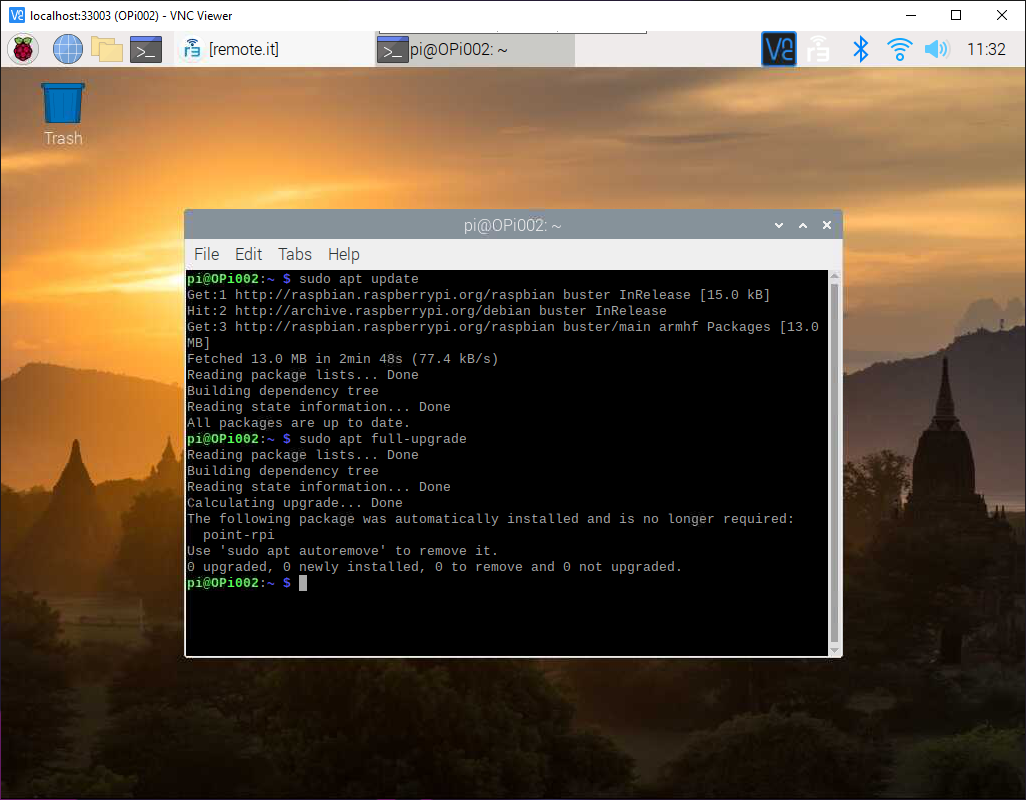 localhost:33003 (OPi002) - VNC Viewer
[remote.it]
pi@OPi002: ~
11:32
Trash
pi@OPi002: ~
File Edit Tabs Help
pi@OPi002:~ $ sudo apt update
Get:1 http://raspbian.raspberrypi.org/raspbian buster InRelease [15.0 kB]
Hit:2 http://archive.raspberrypi.org/debian buster InRelease
Get:3 http://raspbian.raspberrypi.org/raspbian buster/main armhf Packages [13.0
MB]
Fetched 13.0 MB in 2min 48s (77.4 kB/s)
Reading package lists... Done
Building dependency tree
Reading state information... Done
All packages are up to date.
pi@OPi002:~ $ sudo apt full-upgrade
Reading package lists... Done
Building dependency tree
Reading state information... Done
Calculating upgrade... Done
The following package was automatically installed and is no longer required:
  point-rpi
Use 'sudo apt autoremove' to remove it.
0 upgraded, 0 newly installed, 0 to remove and 0 not upgraded.
pi@OPi002:~ $